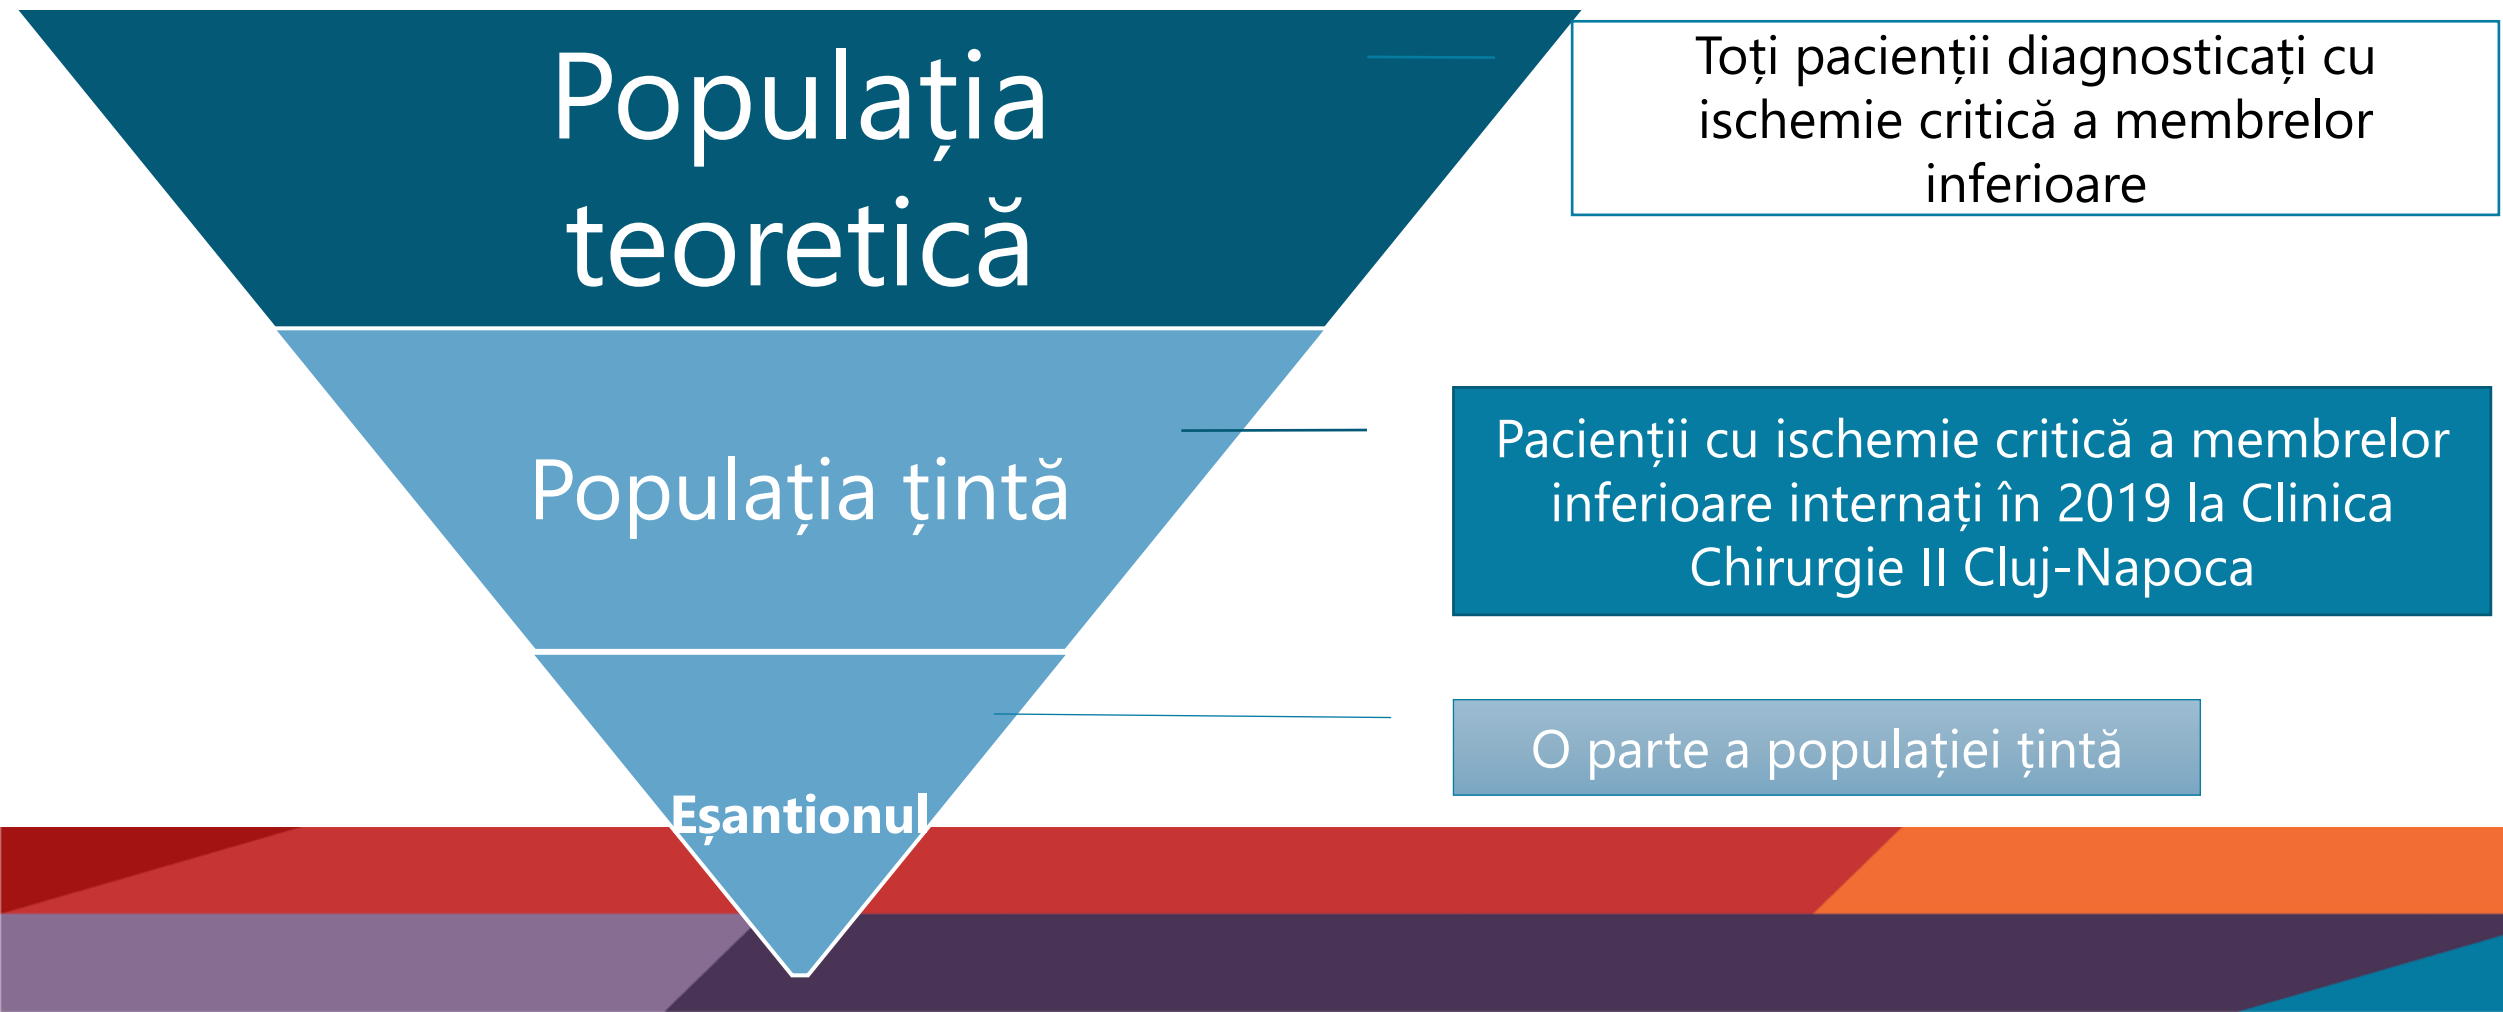 Populația
teoretică
Toți pacienții diagnosticați cu
ischemie critică a membrelor
inferioare
Populația țintă
Pacienții cu ischemie critică a membrelor
inferioare internați în 2019 la Clinica
Chirurgie II Cluj-Napoca
Eșantionul
O parte a populației țintă